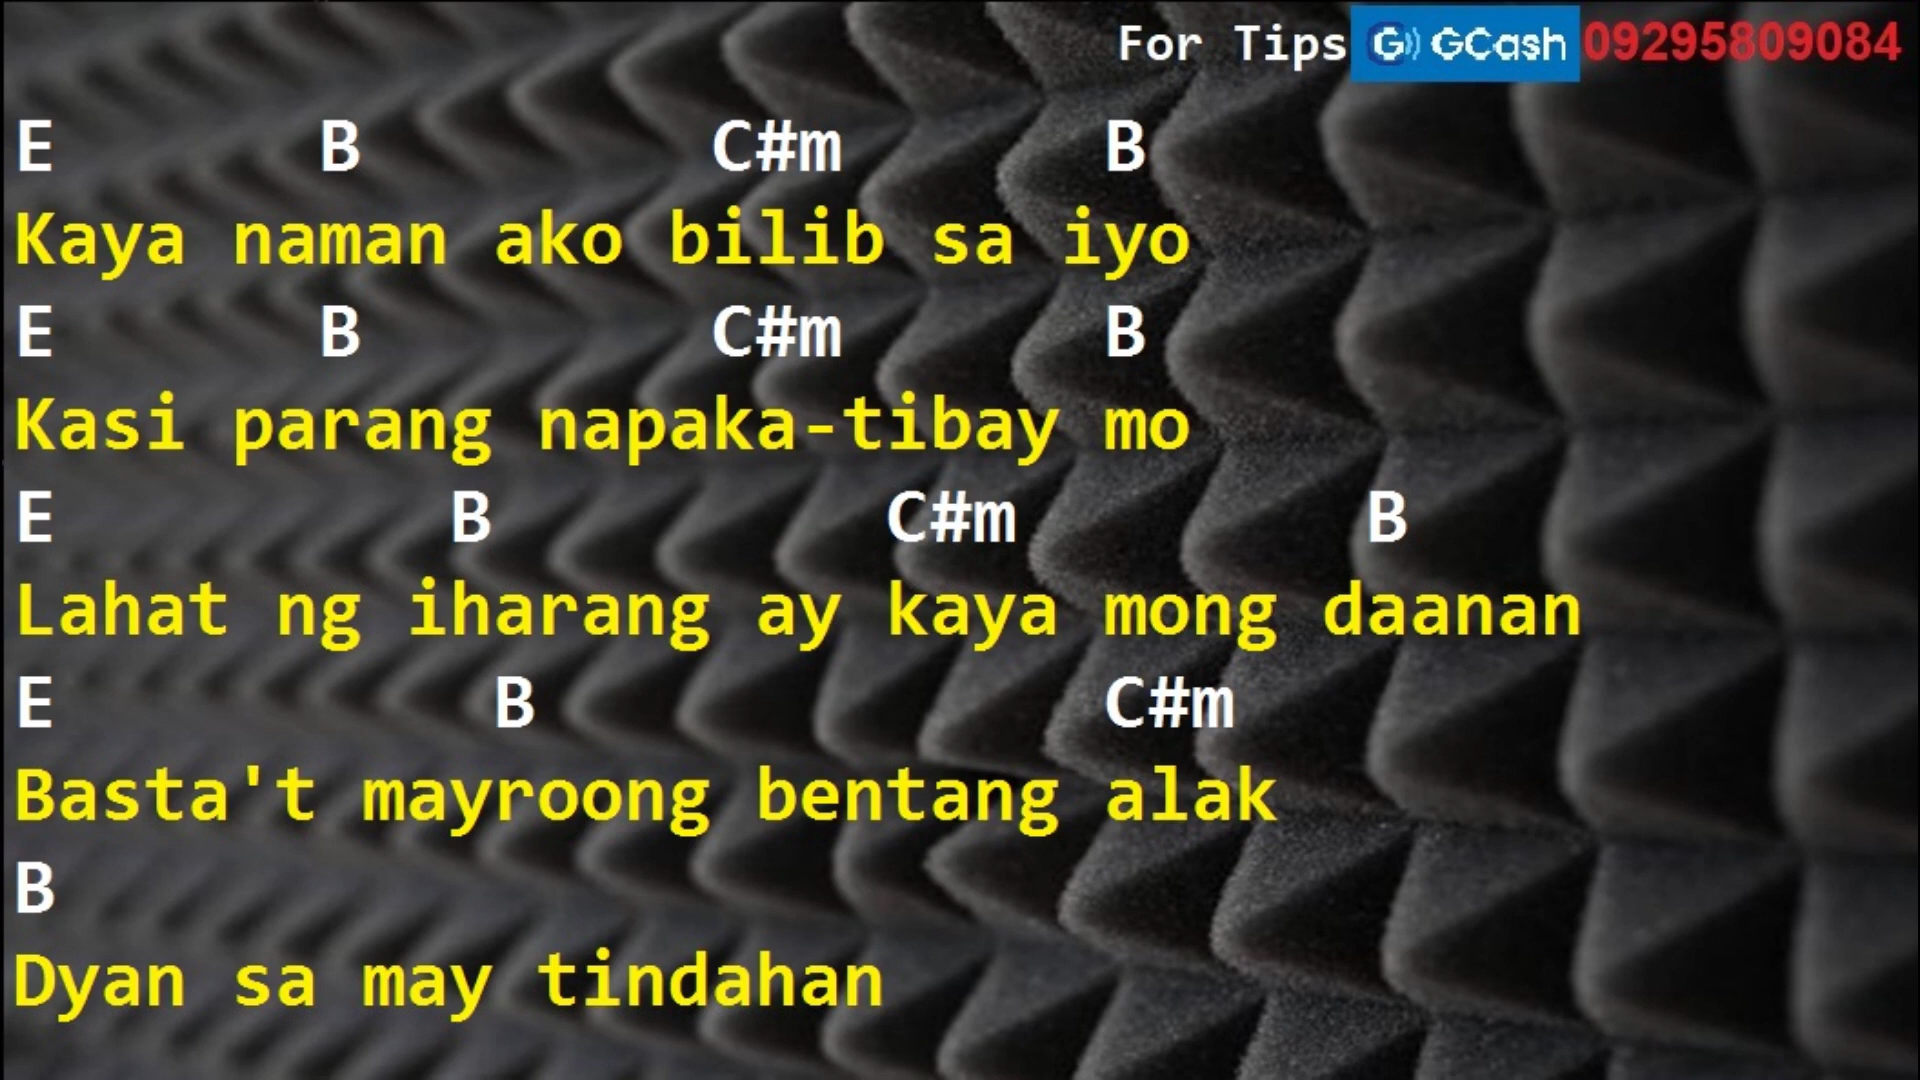 For Tips G)) GCash 09295809084
E B C#m B
Kaya naman ako bilib sa iyo
E B C#m B
Kasi parang napaka-tibay mo
E B C#m B
Lahat ng iharang ay kaya mong daanan
E B C#m
Basta't mayroong bentang alak
B
Dyan sa may tindahan